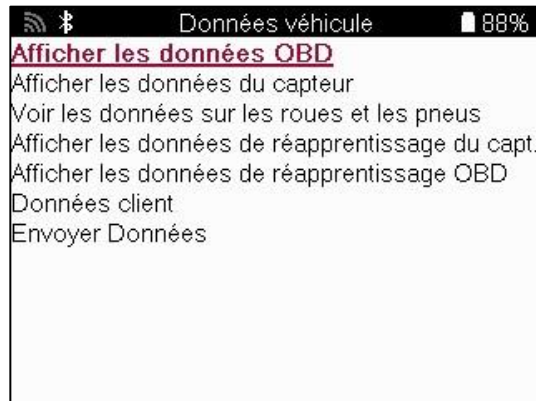 Données véhicule 88%
Afficher les données OBD
Afficher les données du capteur
Voir les données sur les roues et les pneus
Afficher les données de réapprentissage du capt.
Afficher les données de réapprentissage OBD
Données client
Envoyer Données